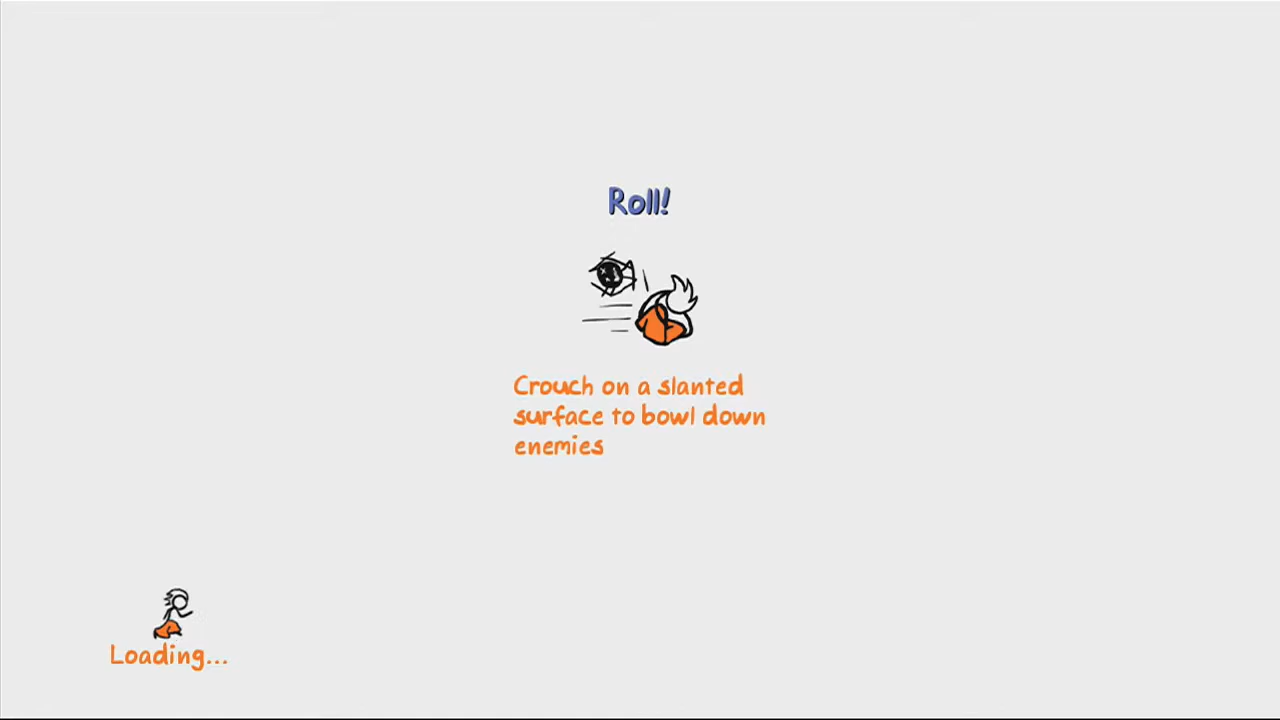 Roll!
Crouch on a slanted
surface to bowl down
enemies
Loading...